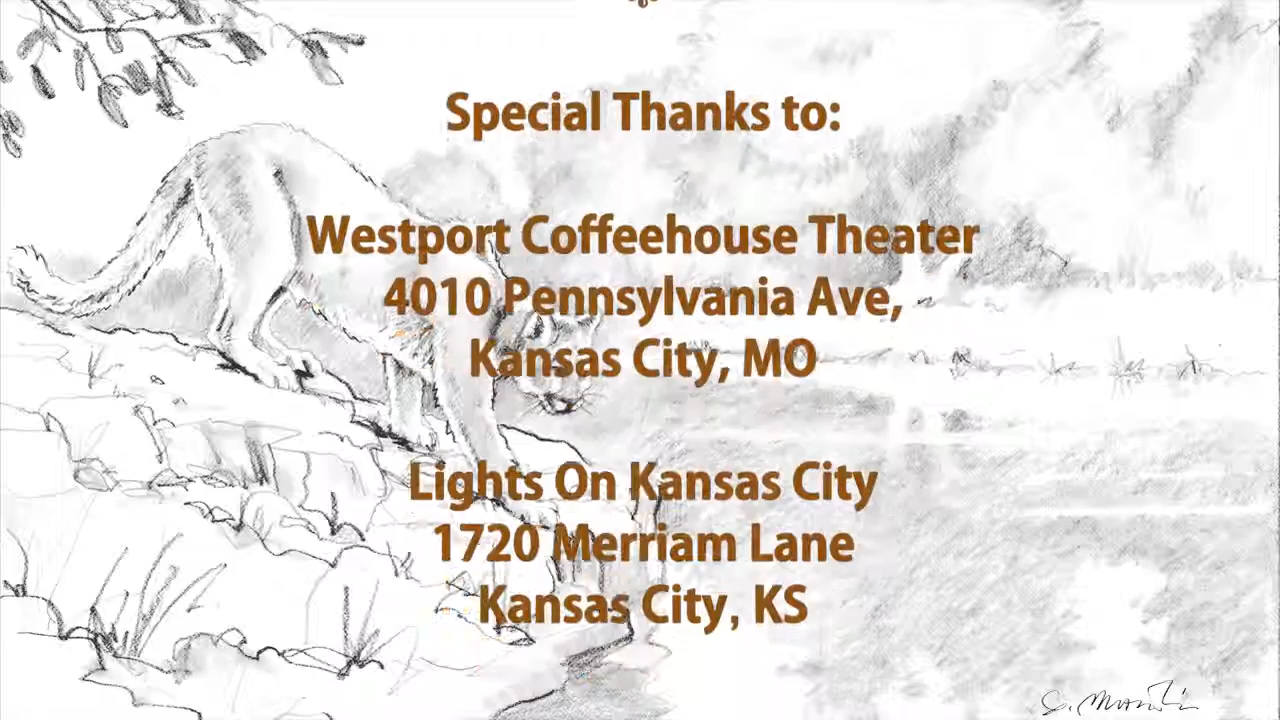 Special Thanks to:
Westport Coffeehouse Theater
4010 Pennsylvania Ave,
Kansas City, MO
Lights On Kansas City
1720 Merriam Lane
Kansas City, KS